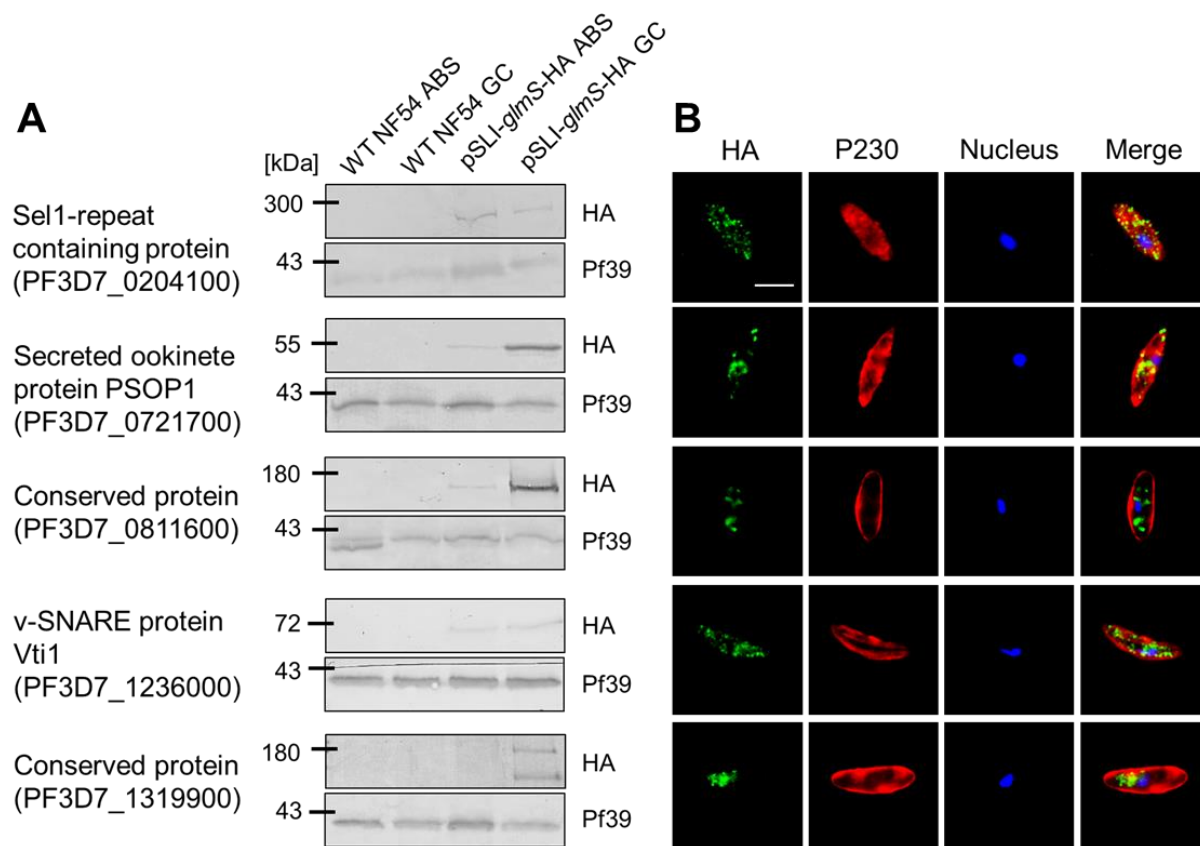 A
WT NF54 ABS
WT NF54 GC
pSLI-glmS-HA ABS
pSLI-glmS-HA GC
[kDa]
Sel1-repeat
containing protein
(PF3D7_0204100)
300
HA
43
Pf39
Secreted ookinete
protein PSOP1
(PF3D7_0721700)
55
HA
43
Pf39
Conserved protein
(PF3D7_0811600)
180
HA
43
Pf39
v-SNARE protein
Vti1
(PF3D7_1236000)
72
HA
43
Pf39
Conserved protein
(PF3D7_1319900)
180
HA
43
Pf39
B
HA
P230
Nucleus
Merge